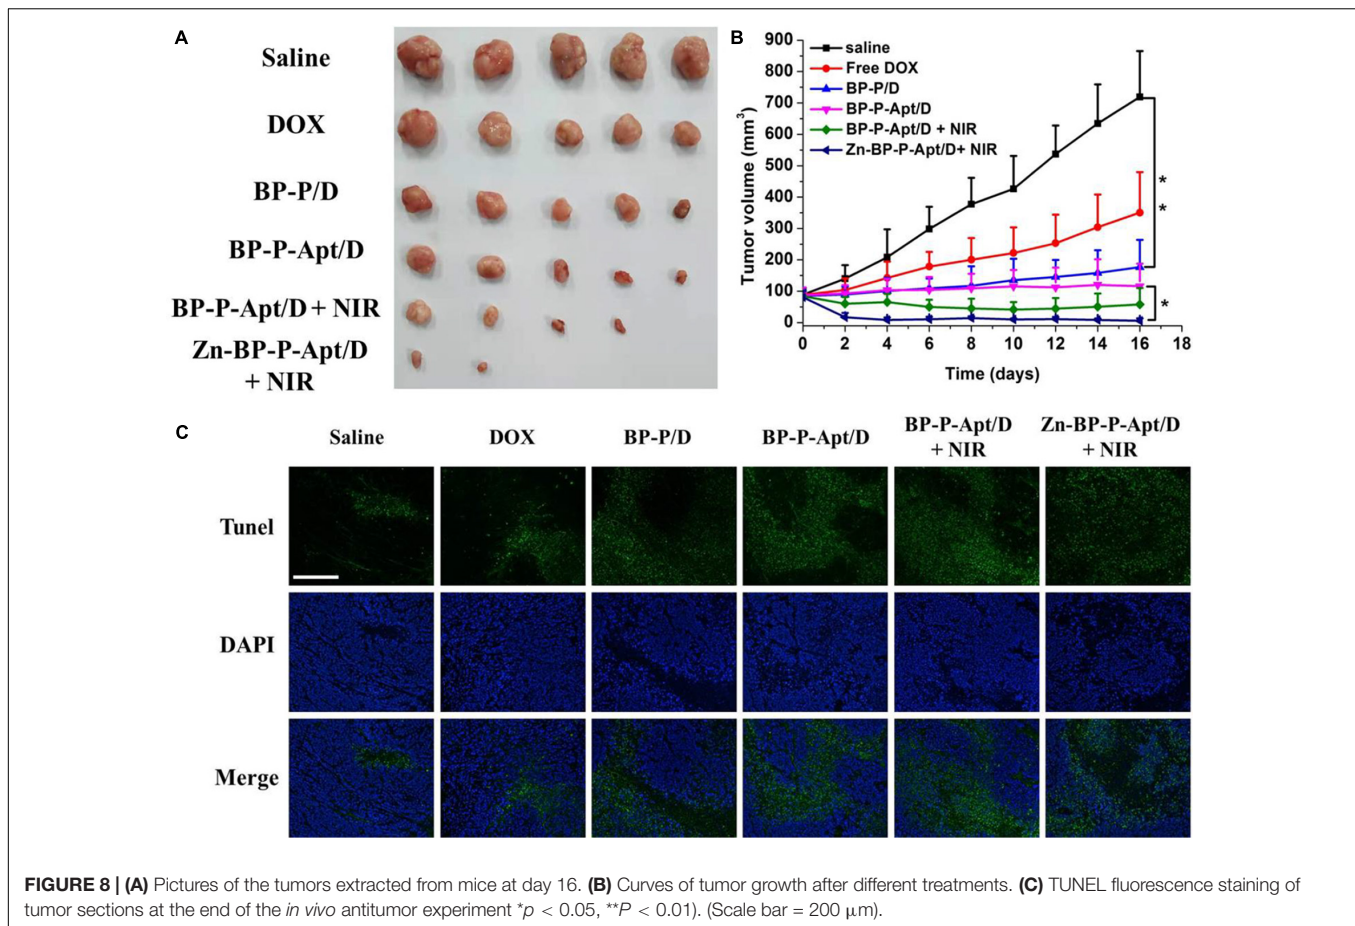 A
Saline
DOX
BP-P/D
BP-P-Apt/D
BP-P-Apt/D + NIR
Zn-BP-P-Apt/D
+ NIR
B
900
800
700
600
500
400
300
200
100
0
Tumor volume (mm³)
saline
Free DOX
BP-P/D
BP-P-Apt/D
BP-P-Apt/D + NIR
Zn-BP-P-Apt/D+ NIR
*
*
*
0 2 4 6 8 10 12 14 16 18
Time (days)
C
Saline DOX BP-P/D BP-P-Apt/D BP-P-Apt/D Zn-BP-P-Apt/D
+ NIR + NIR
Tunel
DAPI
Merge
FIGURE 8 | (A) Pictures of the tumors extracted from mice at day 16. (B) Curves of tumor growth after different treatments. (C) TUNEL fluorescence staining of
tumor sections at the end of the in vivo antitumor experiment *p < 0.05, **P < 0.01). (Scale bar = 200 μm).